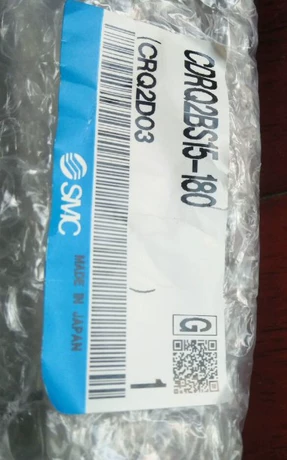 CDRQ2BS15-180
(CRQ2D03
)
G
1
SMC
MADE IN JAPAN